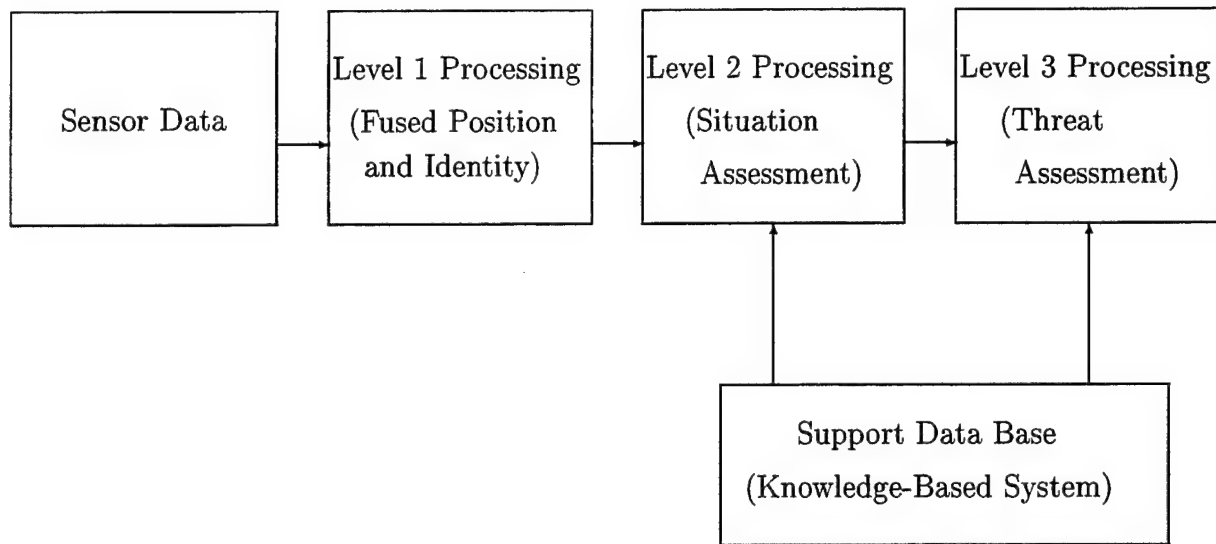 Sensor Data
Level 1 Processing
(Fused Position
and Identity)
Level 2 Processing
(Situation
Assessment)
Level 3 Processing
(Threat
Assessment)
Support Data Base
(Knowledge-Based System)